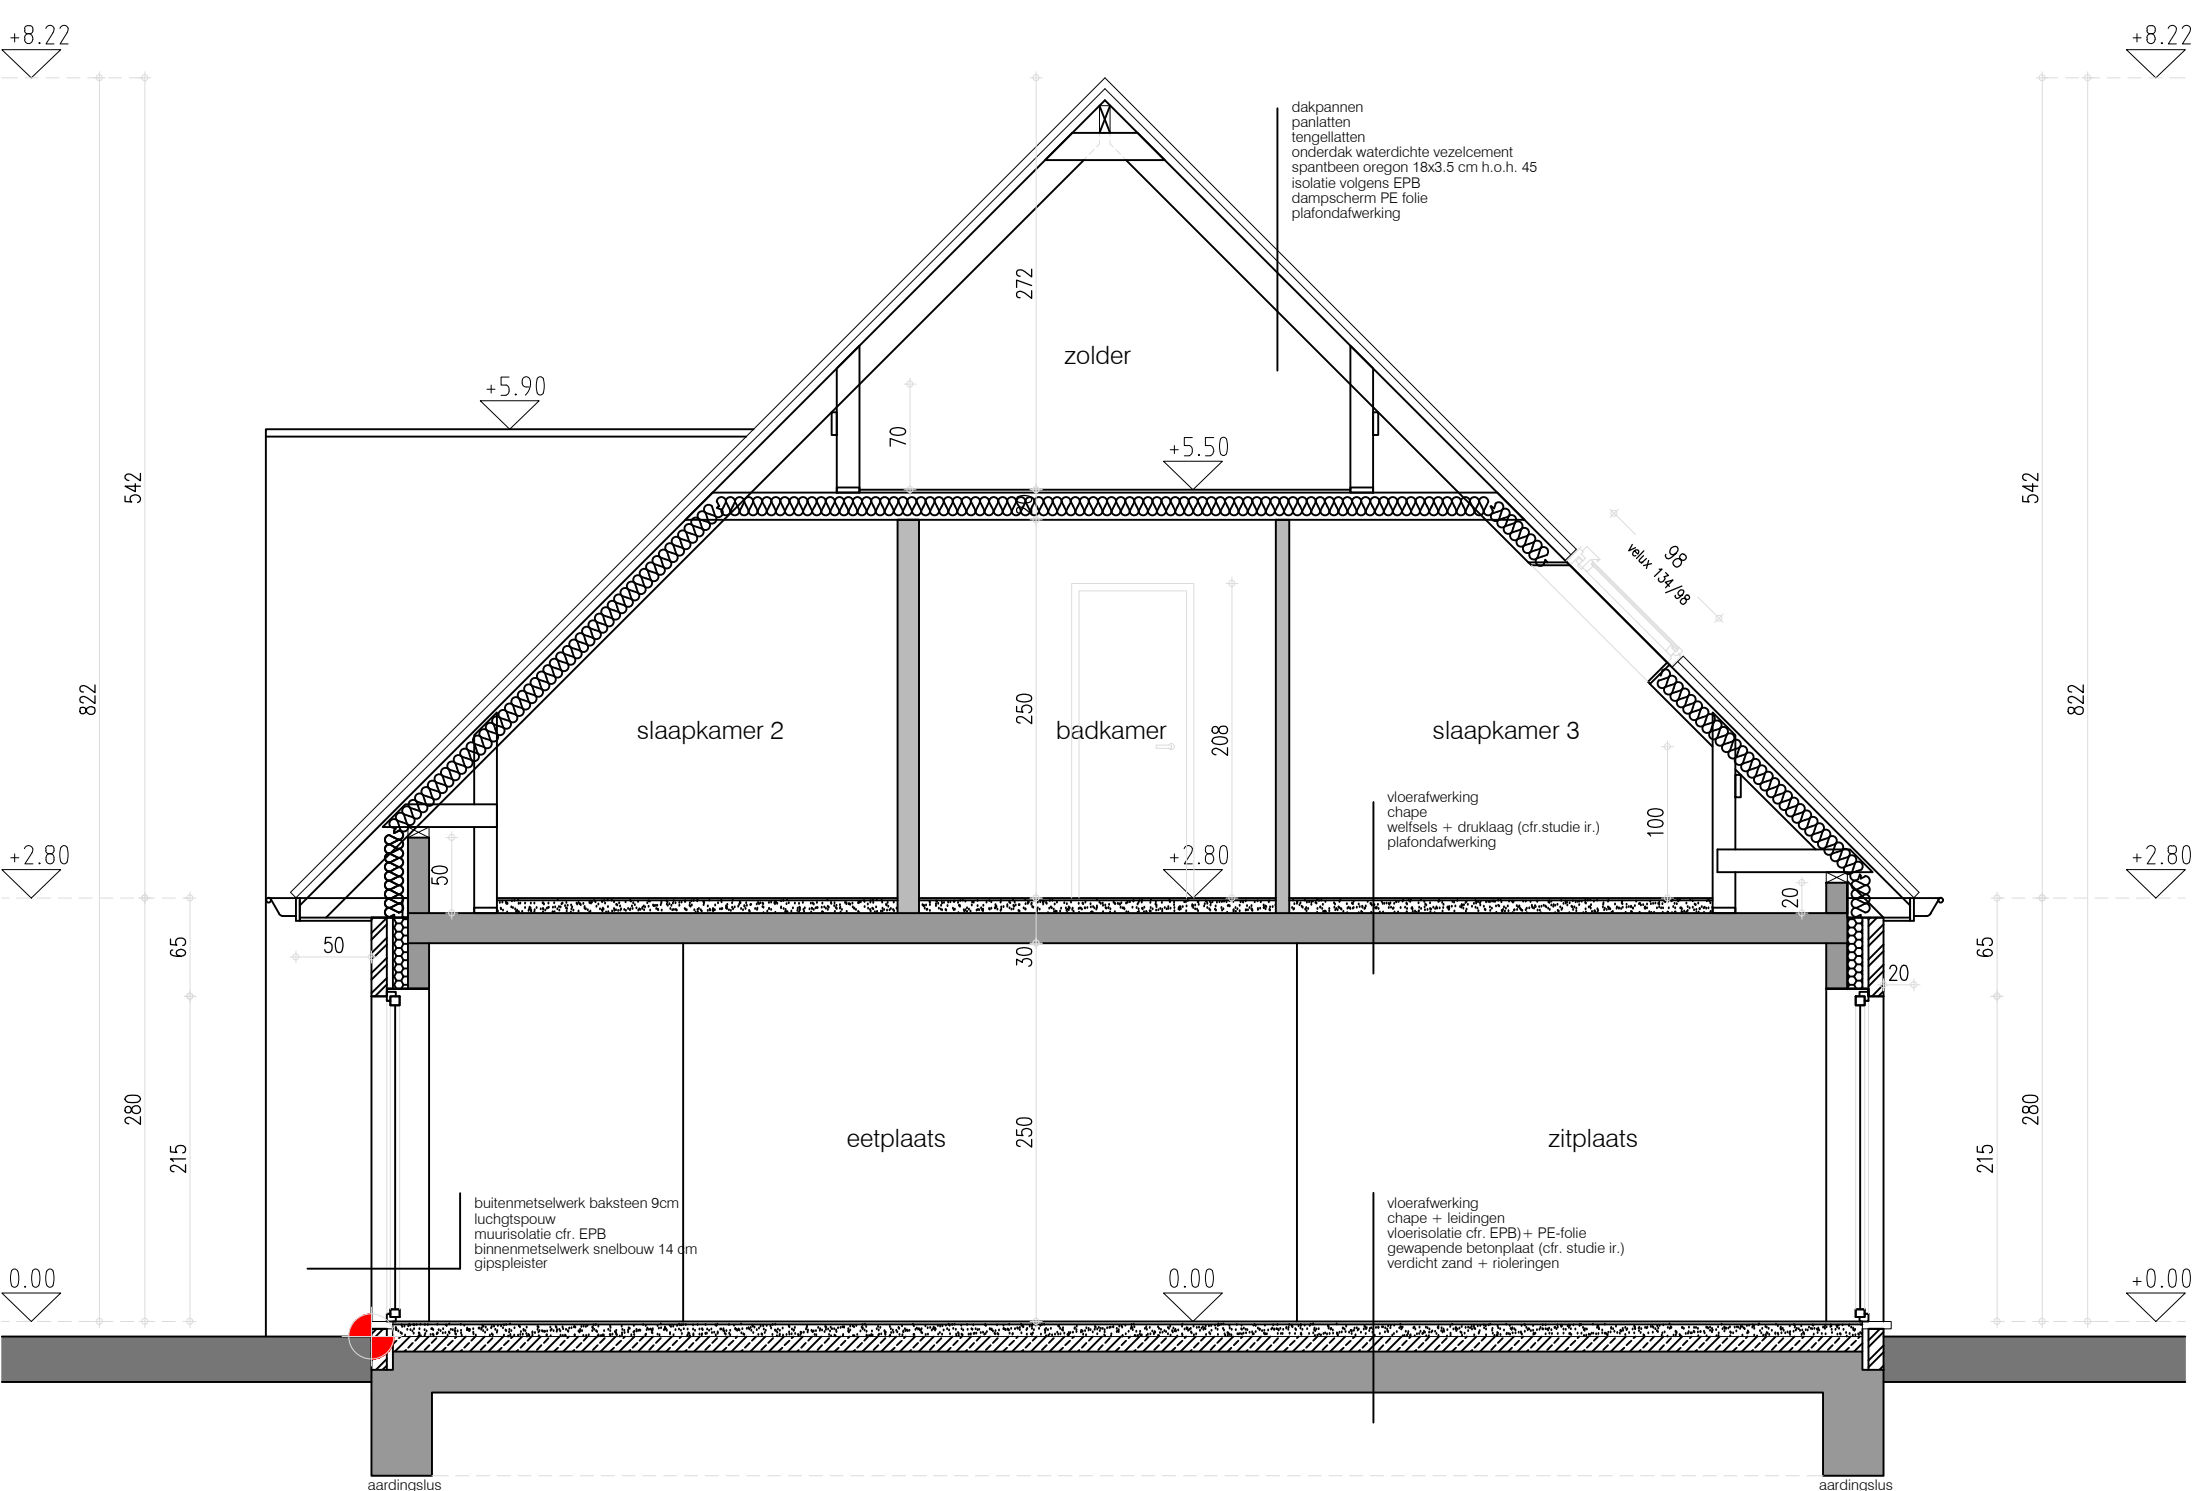 +8.22
+8.22
dakpannen
panlatten
tengellatten
onderdak waterdichte vezelcement
spantbeen oregon 18x3.5 cm h.o.h. 45
isolatie volgens EPB
dampscherm PE folie
plafondafwerking
272
zolder
+5.90
70
+5.50
542
542
20
98
velux 134/98
822
822
slaapkamer 2
250
badkamer
208
slaapkamer 3
vloerafwerking
chape
welfsels + druklaag (cfr.studie ir.)
plafondafwerking
100
+2.80
+2.80
+2.80
50
20
50
65
30
65
20
280
280
215
215
eetplaats
250
zitplaats
buitenmetselwerk baksteen 9cm
luchgtspouw
muurisolatie cfr. EPB
binnenmetselwerk snelbouw 14 cm
gipspleister
vloerafwerking
chape + leidingen
vloerisolatie cfr. EPB)+ PE-folie
gewapende betonplaat (cfr. studie ir.)
verdicht zand + rioleringen
0.00
0.00
+0.00
aardingslus
aardingslus